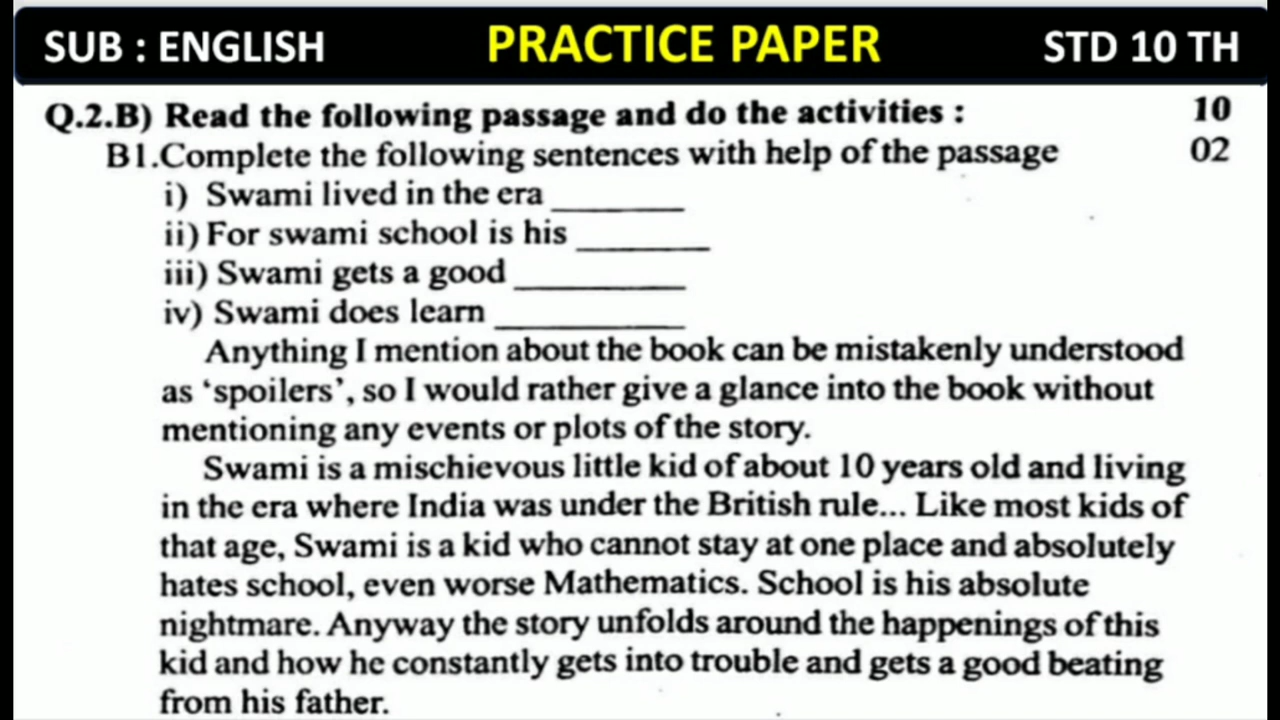 SUB : ENGLISH PRACTICE PAPER STD 10 TH
Q.2.B) Read the following passage and do the activities : 10
B1.Complete the following sentences with help of the passage 02
i) Swami lived in the era ________
ii) For swami school is his ________
iii) Swami gets a good __________
iv) Swami does learn ___________
Anything I mention about the book can be mistakenly understood
as ‘spoilers’, so I would rather give a glance into the book without
mentioning any events or plots of the story.
Swami is a mischievous little kid of about 10 years old and living
in the era where India was under the British rule... Like most kids of
that age, Swami is a kid who cannot stay at one place and absolutely
hates school, even worse Mathematics. School is his absolute
nightmare. Anyway the story unfolds around the happenings of this
kid and how he constantly gets into trouble and gets a good beating
from his father.